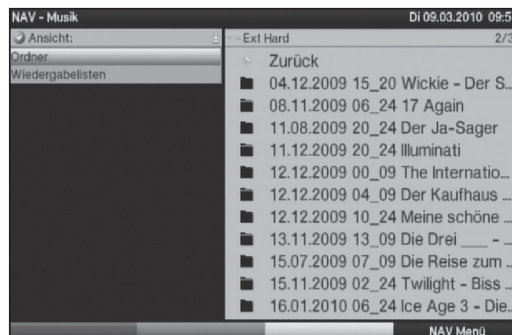 NAV - Musik
Di 09.03.2010 09:5
Ansicht:
Ext Hard
2/3
Ordner
Wiedergabelisten
Zurück
04.12.2009 15_20 Wickie - Der S...
08.11.2009 06_24 17 Again
11.08.2009 20_24 Der Ja-Sager
11.12.2009 20_24 Illuminati
12.12.2009 00_09 The Internatio...
12.12.2009 04_09 Der Kaufhaus ...
12.12.2009 10_24 Meine schöne ...
13.11.2009 13_09 Die Drei ___ - ...
15.07.2009 07_09 Die Reise zum ...
15.11.2009 02_24 Twilight - Biss ...
16.01.2010 06_24 Ice Age 3 - Die...
NAV Menü